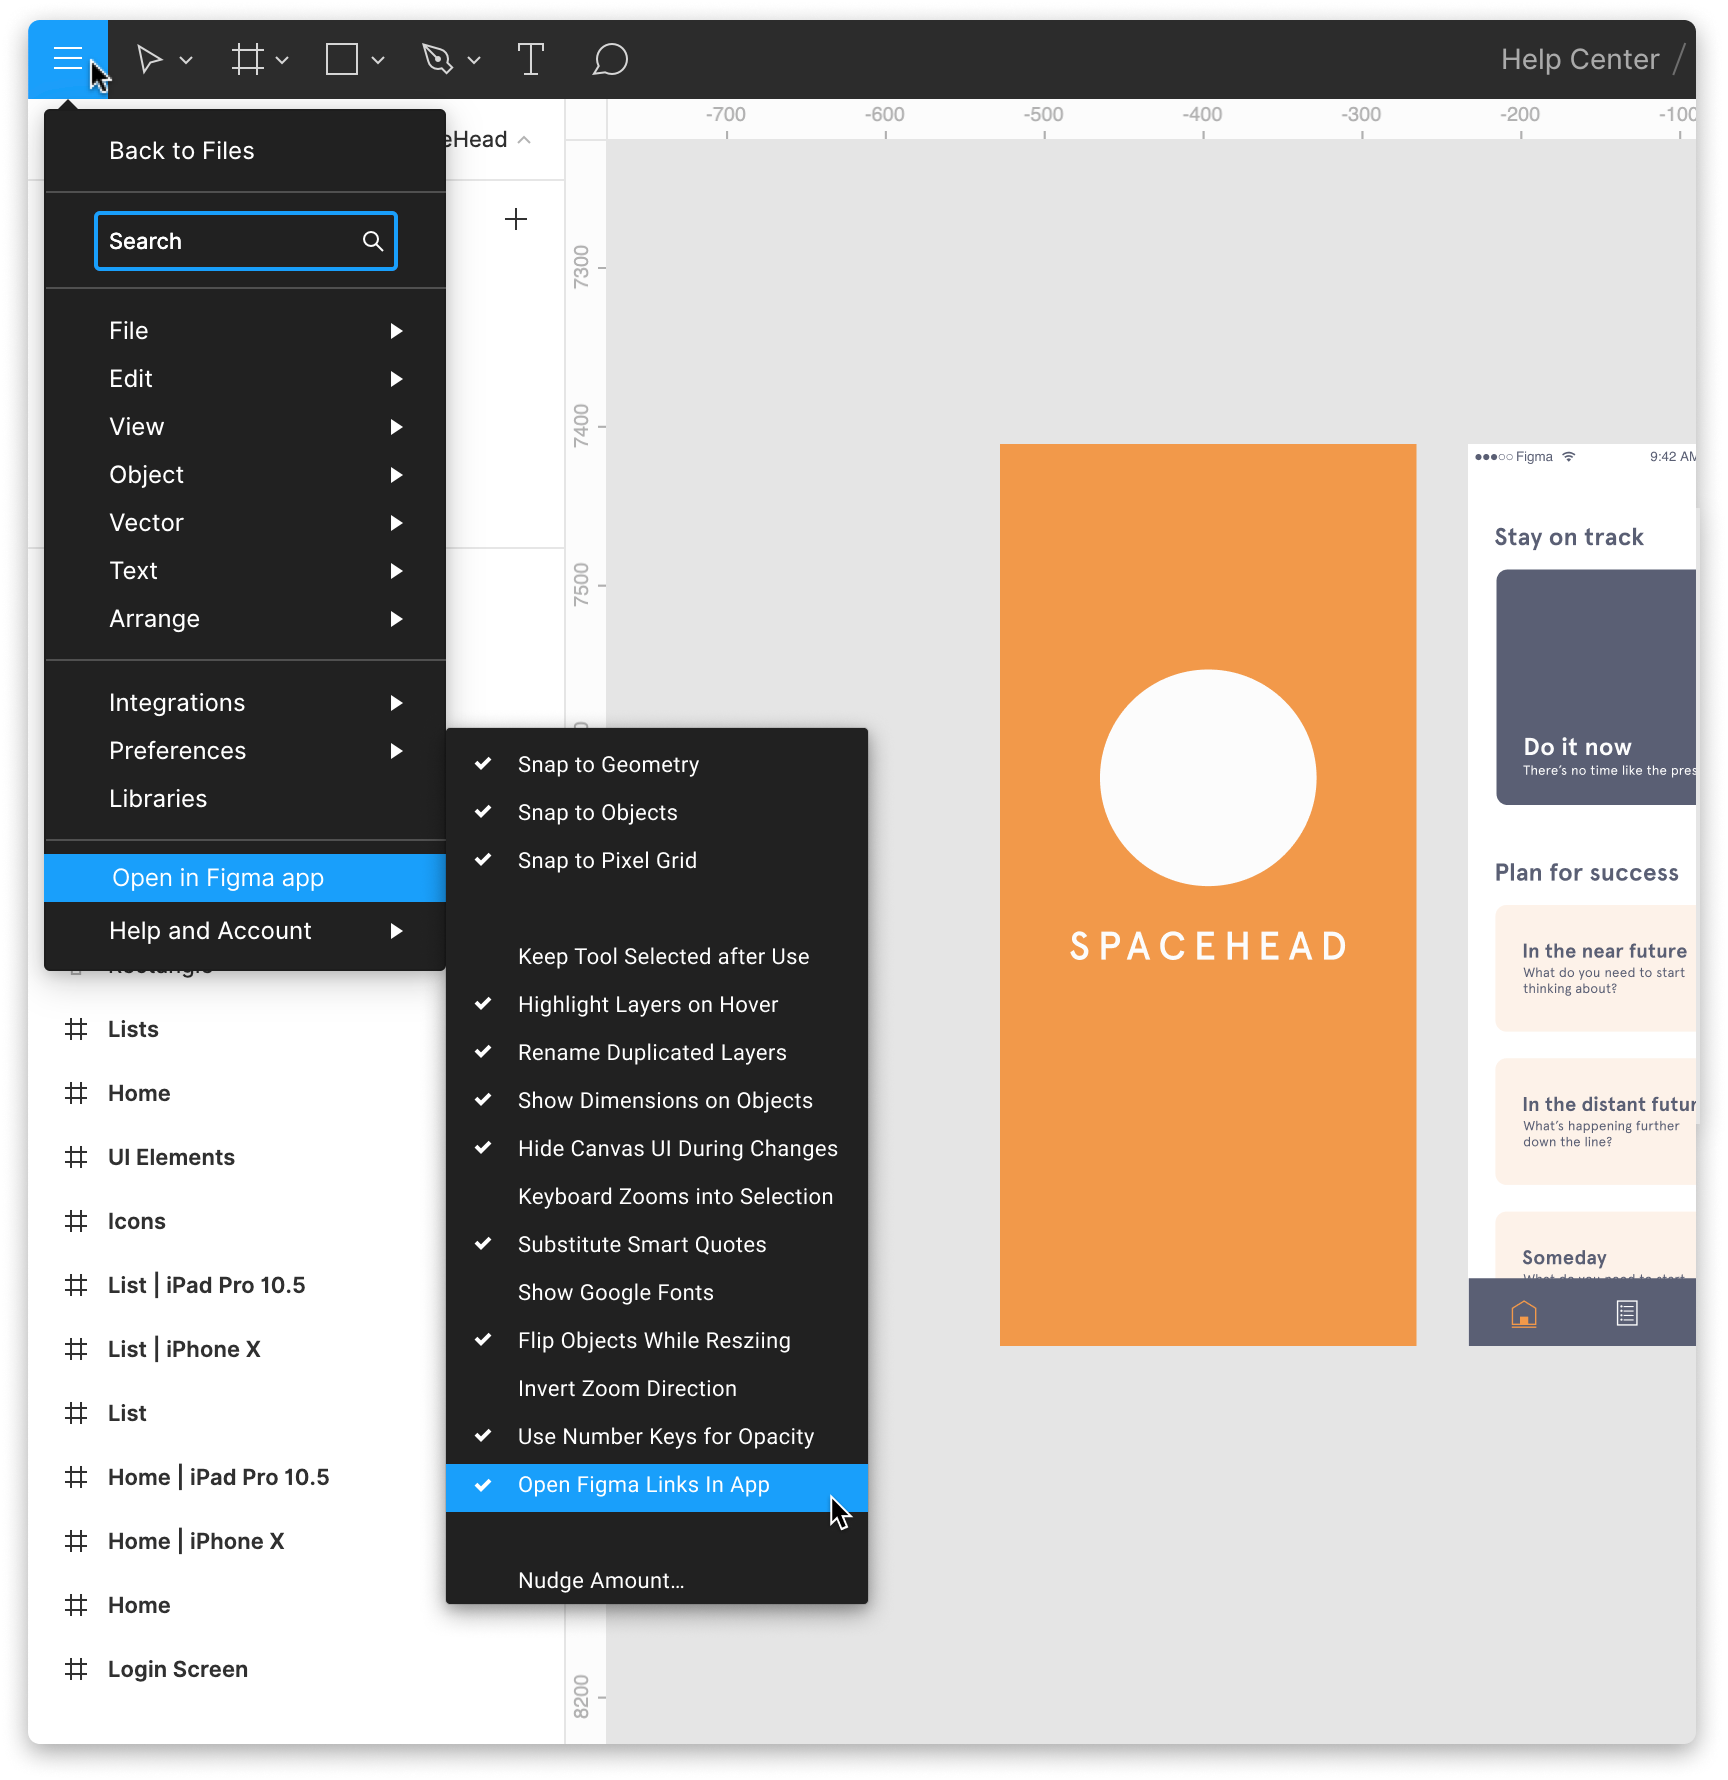 Help Center /
Back to Files
eHead
Search
File
Edit
View
Object
Vector
Text
Arrange
Integrations
Preferences
Libraries
Open in Figma app
Help and Account
Rectangle
Lists
Home
UI Elements
Icons
List | iPad Pro 10.5
List | iPhone X
List
Home | iPad Pro 10.5
Home | iPhone X
Home
Login Screen
Snap to Geometry
Snap to Objects
Snap to Pixel Grid
Keep Tool Selected after Use
Highlight Layers on Hover
Rename Duplicated Layers
Show Dimensions on Objects
Hide Canvas UI During Changes
Keyboard Zooms into Selection
Substitute Smart Quotes
Show Google Fonts
Flip Objects While Resziing
Invert Zoom Direction
Use Number Keys for Opacity
Open Figma Links In App
Nudge Amount...
-700 -600 -500 -400 -300 -200 -100
7300
7400
7500
8200
SPACEHEAD
Figma 9:42 AM
Stay on track
Do it now
There's no time like the pres
Plan for success
In the near future
What do you need to start
thinking about?
In the distant futur
What's happening further
down the line?
Someday
What do you need to start